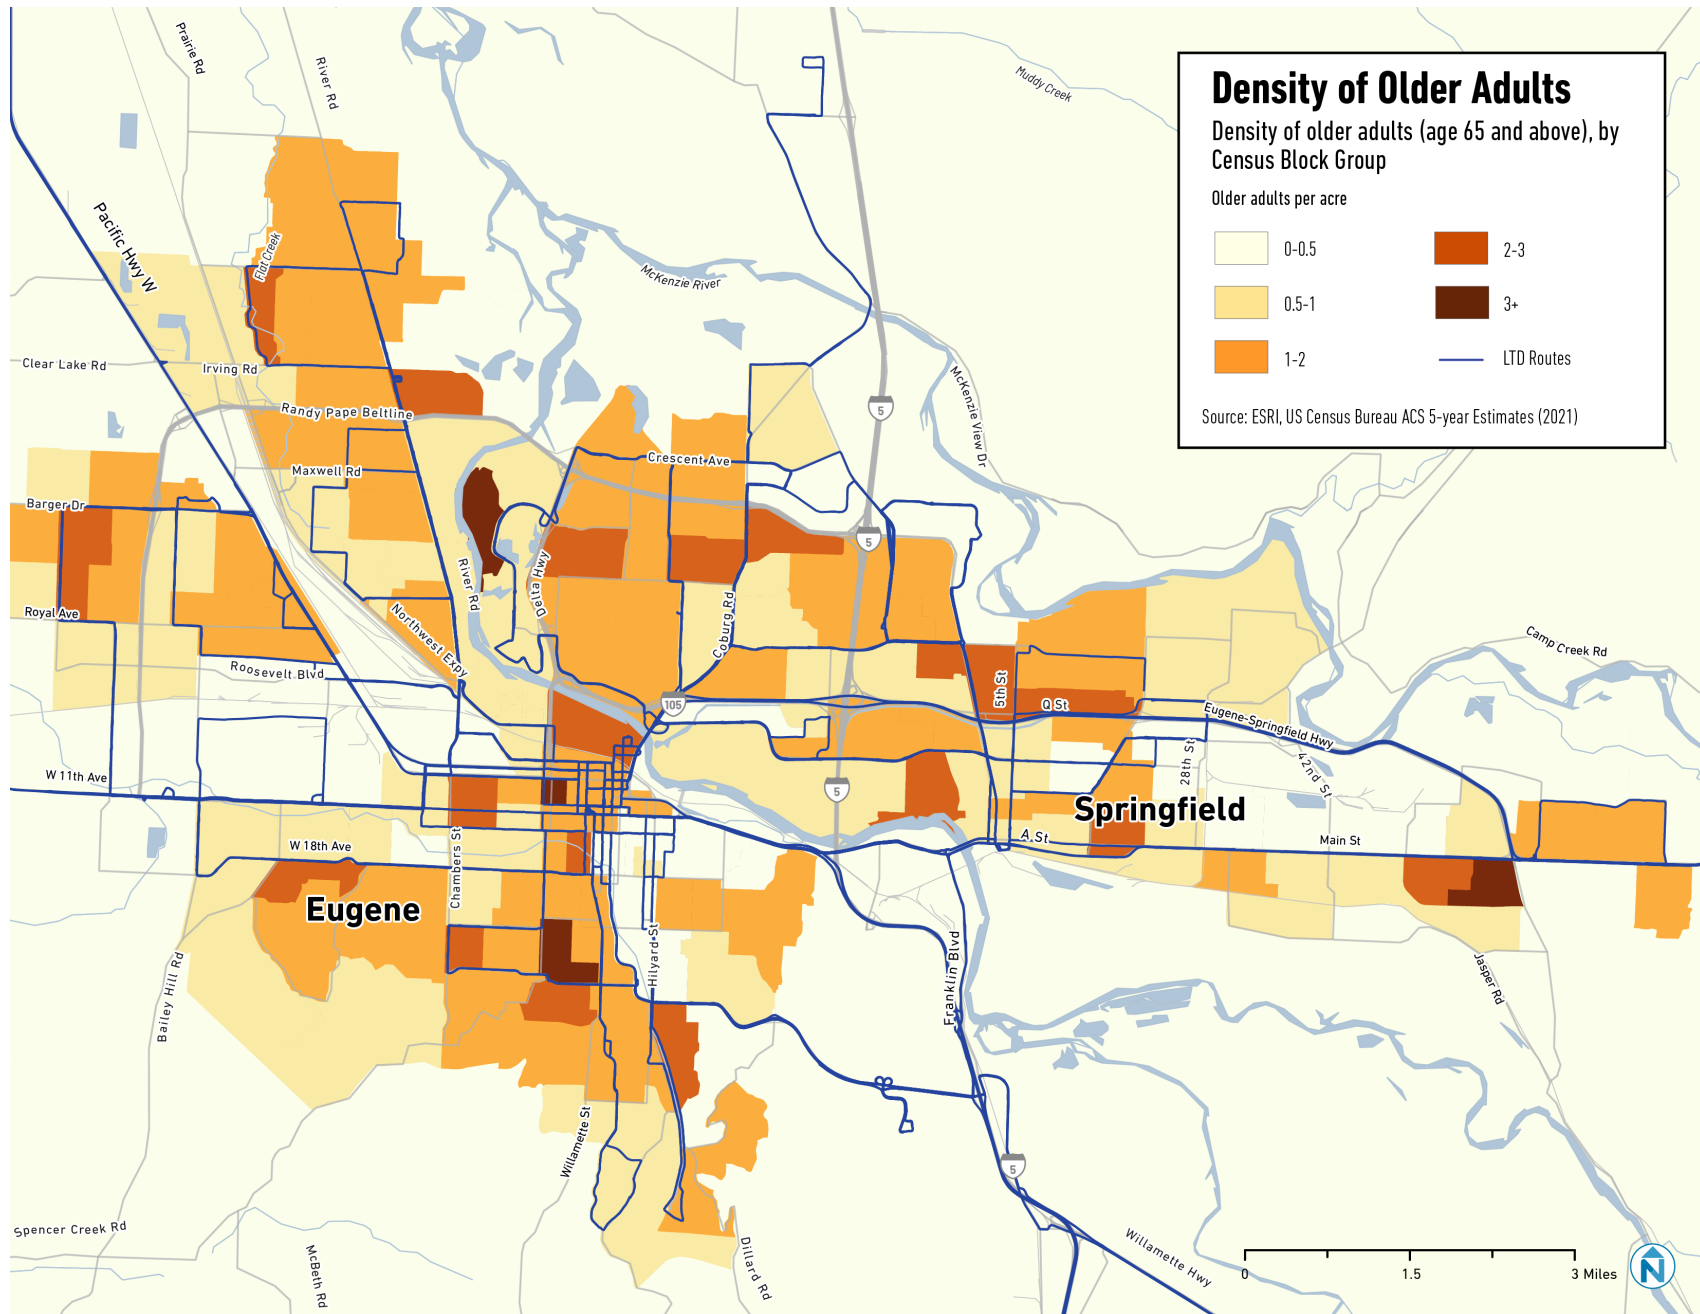 Density of Older Adults
Density of older adults (age 65 and above), by
Census Block Group
Older adults per acre
0-0.5
2-3
0.5-1
3+
1-2
LTD Routes
Source: ESRI, US Census Bureau ACS 5-year Estimates (2021)
Prairie Rd
River Rd
Muddy Creek
Pacific Hwy W
Flat Creek
McKenzie River
Clear Lake Rd
Irving Rd
Randy Pape Beltline
5
McKenzie View Dr
Maxwell Rd
Crescent Ave
Barger Dr
5
River Rd
Delta Hwy
Royal Ave
Northwest Expy
Coburg Rd
Camp Creek Rd
Roosevelt Blvd
105
5th St
Q St
Eugene-Springfield Hwy
28th St
42nd St
W 11th Ave
5
Springfield
A St
Main St
W 18th Ave
Chambers St
Eugene
Bailey Hill Rd
Hilyard St
Franklin Blvd
Jasper Rd
Willamette St
5
Spencer Creek Rd
McBeth Rd
Dillard Rd
Willamette Hwy
0
1.5
3 Miles
N